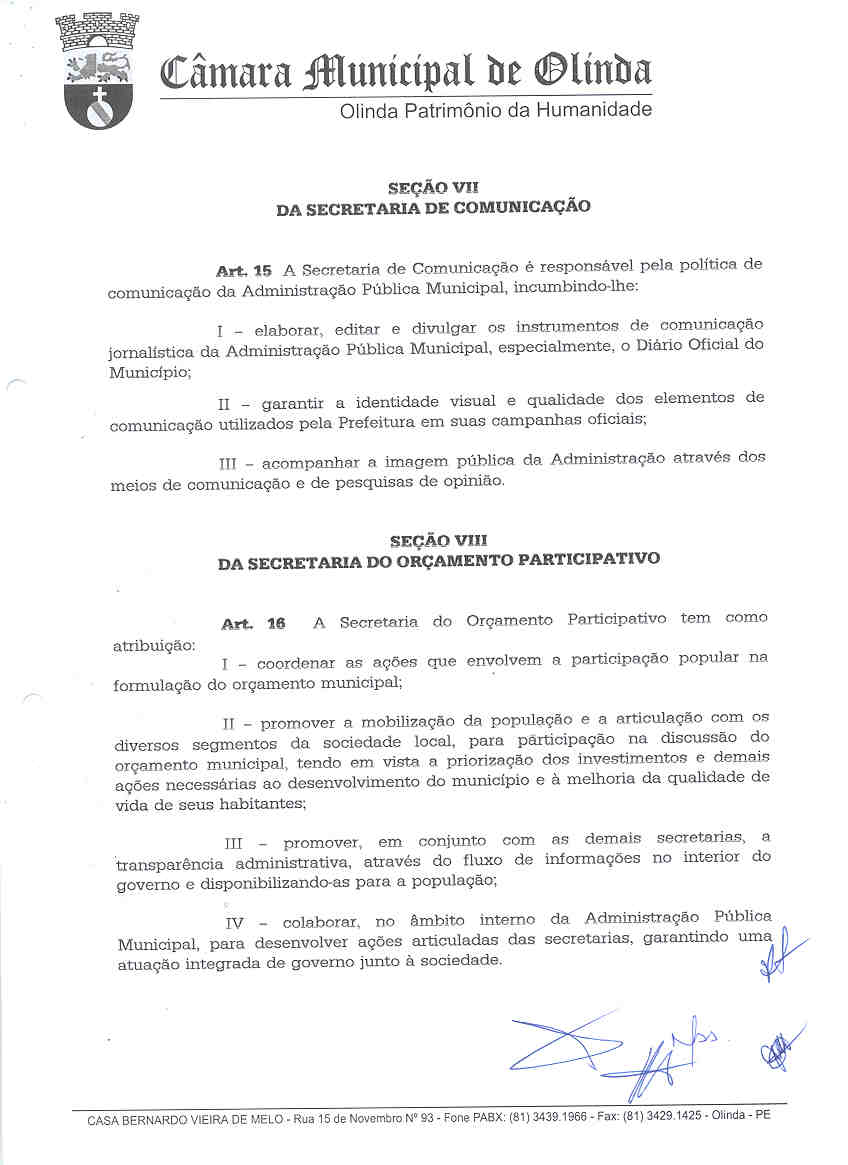 Câmara Municipal de Olinda
Olinda Patrimônio da Humanidade
SEÇÃO VII
DA SECRETARIA DE COMUNICAÇÃO
Art. 15 A Secretaria de Comunicação é responsável pela política de
comunicação da Administração Pública Municipal, incumbindo-lhe:
I – elaborar, editar e divulgar os instrumentos de comunicação
jornalística da Administração Pública Municipal, especialmente, o Diário Oficial do
Município;
II – garantir a identidade visual e qualidade dos elementos de
comunicação utilizados pela Prefeitura em suas campanhas oficiais;
III – acompanhar a imagem pública da Administração através dos
meios de comunicação e de pesquisas de opinião.
SEÇÃO VIII
DA SECRETARIA DO ORÇAMENTO PARTICIPATIVO
Art. 16 A Secretaria do Orçamento Participativo tem como
atribuição:
I – coordenar as ações que envolvem a participação popular na
formulação do orçamento municipal;
II – promover a mobilização da população e a articulação com os
diversos segmentos da sociedade local, para participação na discussão do
orçamento municipal, tendo em vista a priorização dos investimentos e demais
ações necessárias ao desenvolvimento do município e à melhoria da qualidade de
vida de seus habitantes;
III – promover, em conjunto com as demais secretarias, a
transparência administrativa, através do fluxo de informações no interior do
governo e disponibilizando-as para a população;
IV – colaborar, no âmbito interno da Administração Pública
Municipal, para desenvolver ações articuladas das secretarias, garantindo uma
atuação integrada de governo junto à sociedade.
CASA BERNARDO VIEIRA DE MELO - Rua 15 de Novembro Nº 93 - Fone PABX: (81) 3439.1966 - Fax: (81) 3429.1425 - Olinda - PE